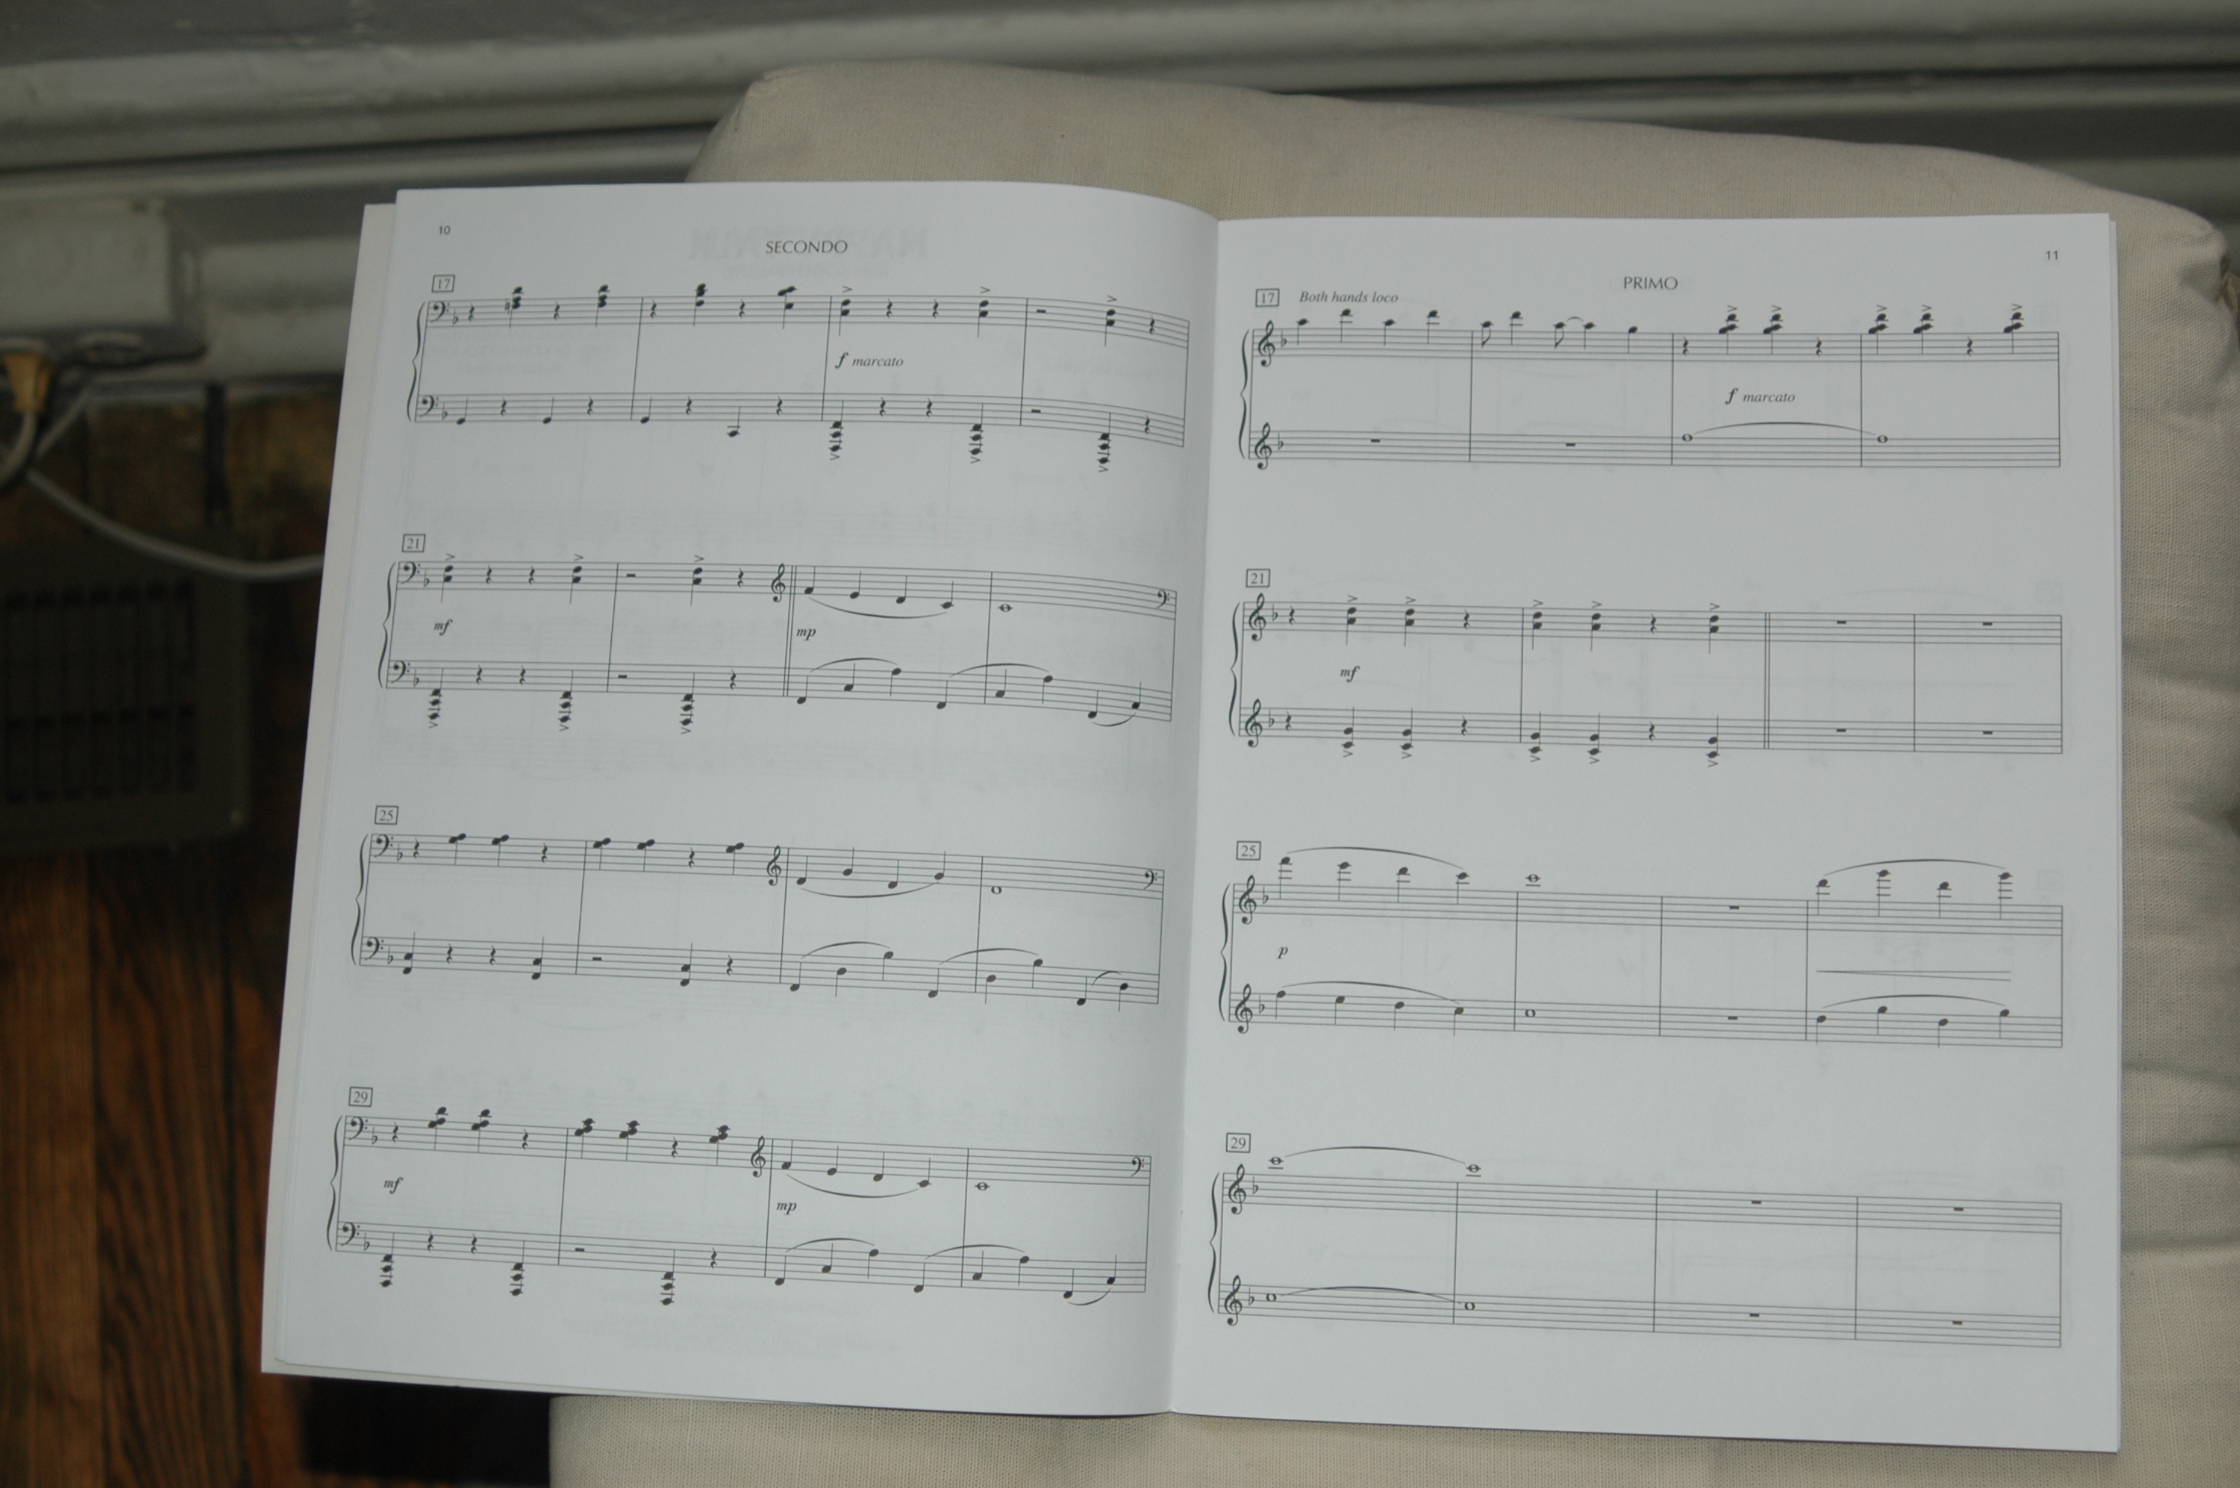 10
SECONDO
17
f marcato
21
mf
mp
25
29
mf
mp
11
PRIMO
17 Both hands loco
f marcato
21
mf
25
p
29